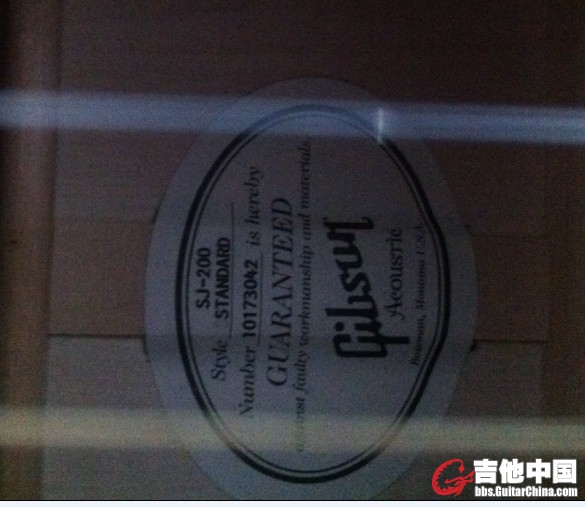 Gibson
Acoustic
Bozeman, Montana U.S.A.
SJ-200
Style STANDARD
Number 10173042 is hereby
GUARANTEED
against faulty workmanship and materials.
吉他中国
bbs.GuitarChina.com